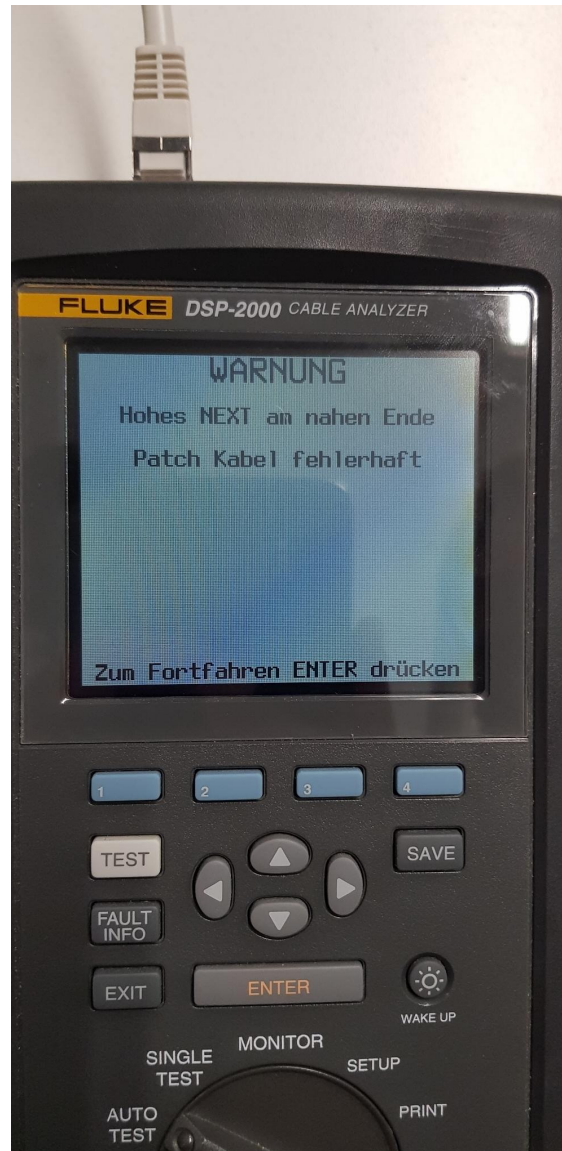 FLUKE DSP-2000 CABLE ANALYZER
WARNUNG
Hohes NEXT am nahen Ende
Patch Kabel fehlerhaft
Zum Fortfahren ENTER drücken
1 2 3 4
TEST
SAVE
FAULT
INFO
EXIT
ENTER
WAKE UP
MONITOR
SINGLE
TEST
SETUP
AUTO
TEST
PRINT